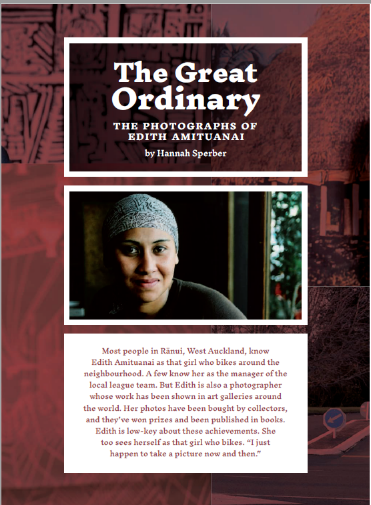 The Great
Ordinary
THE PHOTOGRAPHS OF
EDITH AMITUANAI
by Hannah Sperber
Most people in Rānui, West Auckland, know
Edith Amituanai as that girl who bikes around the
neighbourhood. A few know her as the manager of the
local league team. But Edith is also a photographer
whose work has been shown in art galleries around
the world. Her photos have been bought by collectors,
and they’ve won prizes and been published in books.
Edith is low-key about these achievements. She
too sees herself as that girl who bikes. “I just
happen to take a picture now and then.”